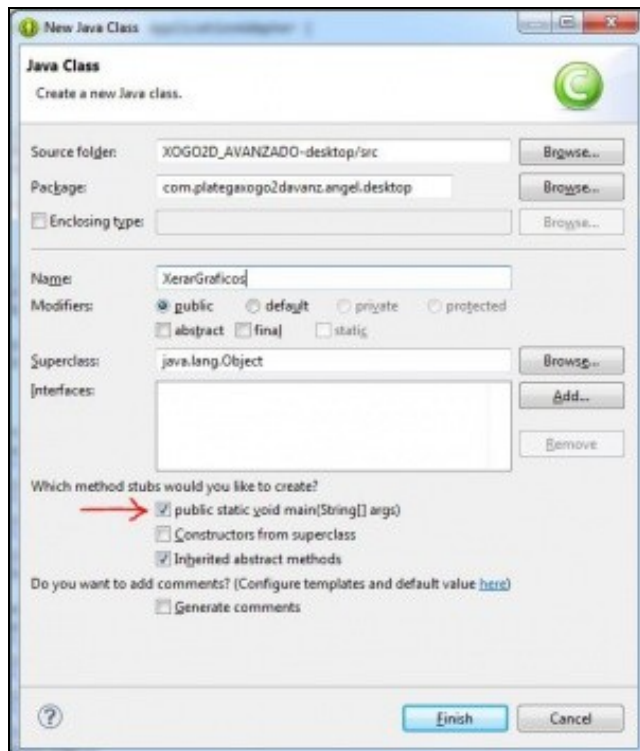 New Java Class
Java Class
Create a new Java class.
Source folder: XOGO2D_AVANZADO-desktop/src Browse...
Package: com.plategaxogo2davanz.angel.desktop Browse...
Enclosing type: Browse...
Name: XerarGraficos
Modifiers: public default private protected
abstract final static
Superclass: java.lang.Object Browse...
Interfaces: Add...
Remove
Which method stubs would you like to create?
public static void main(String[] args)
Constructors from superclass
Inherited abstract methods
Do you want to add comments? (Configure templates and default value here)
Generate comments
? Finish Cancel